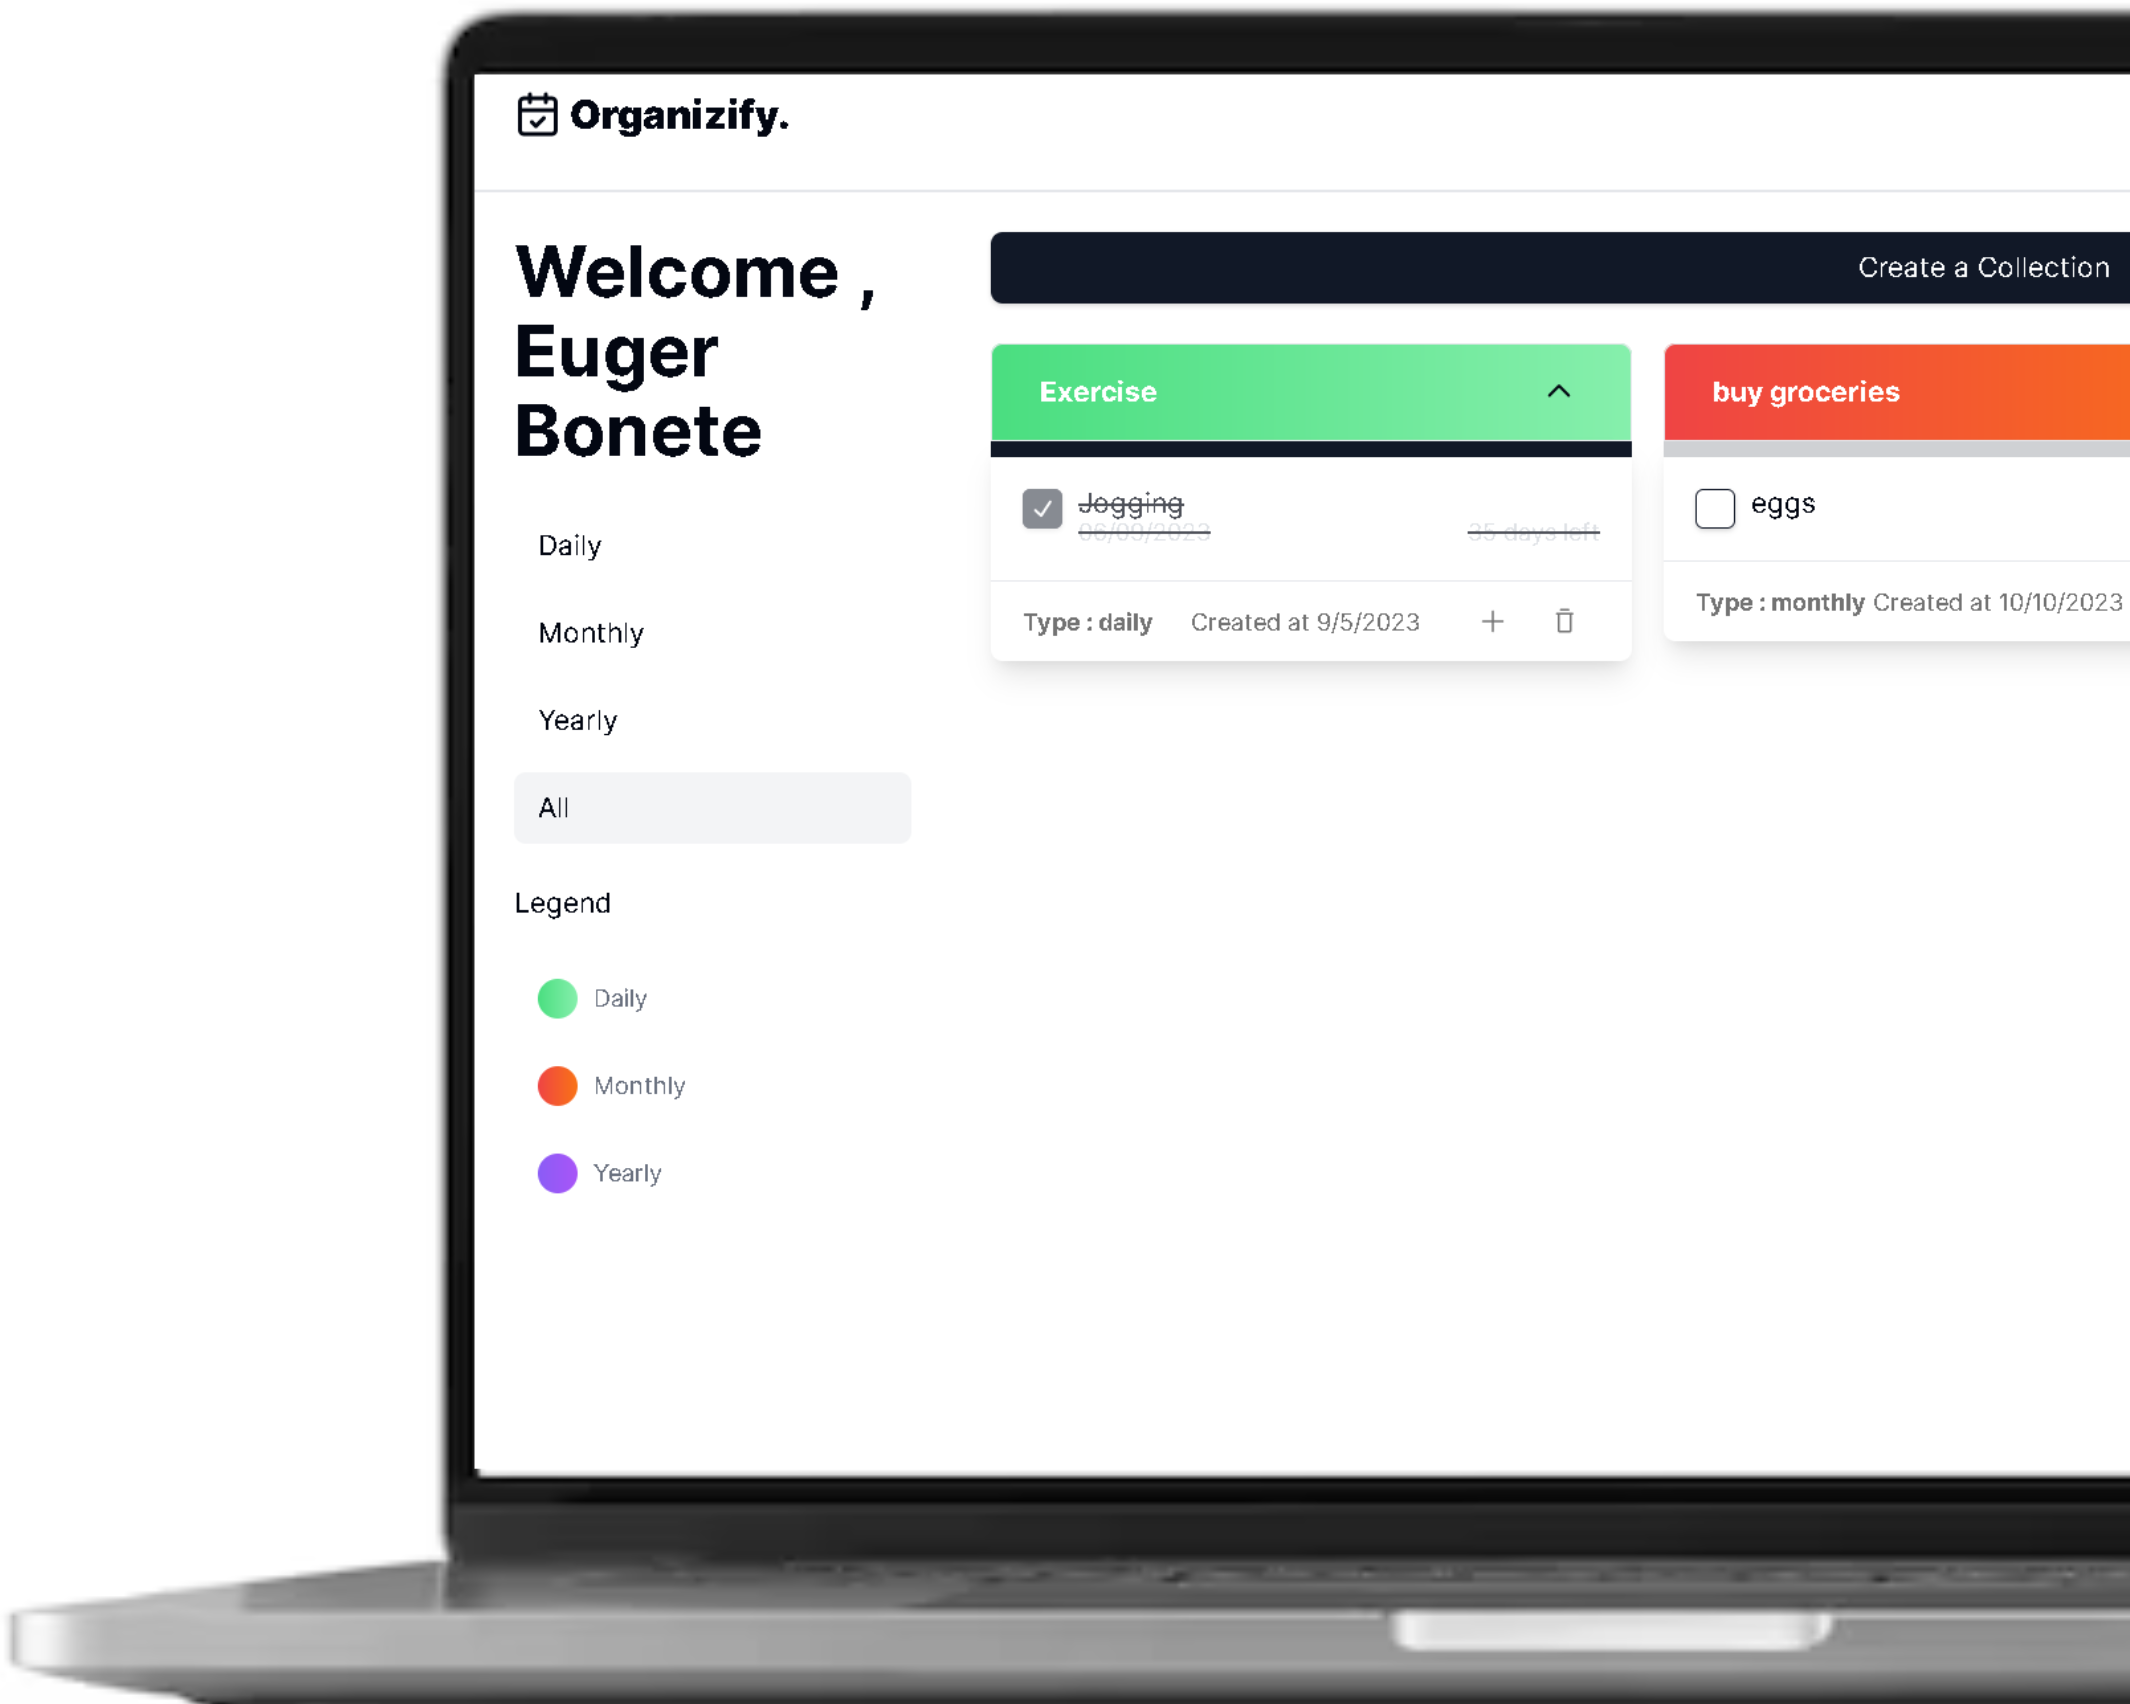 Organizify.
Welcome ,
Euger
Bonete
Daily
Monthly
Yearly
All
Legend
Daily
Monthly
Yearly
Create a Collection
Exercise
Jogging
06/09/2023 35 days left
Type : daily Created at 9/5/2023
buy groceries
eggs
Type : monthly Created at 10/10/2023